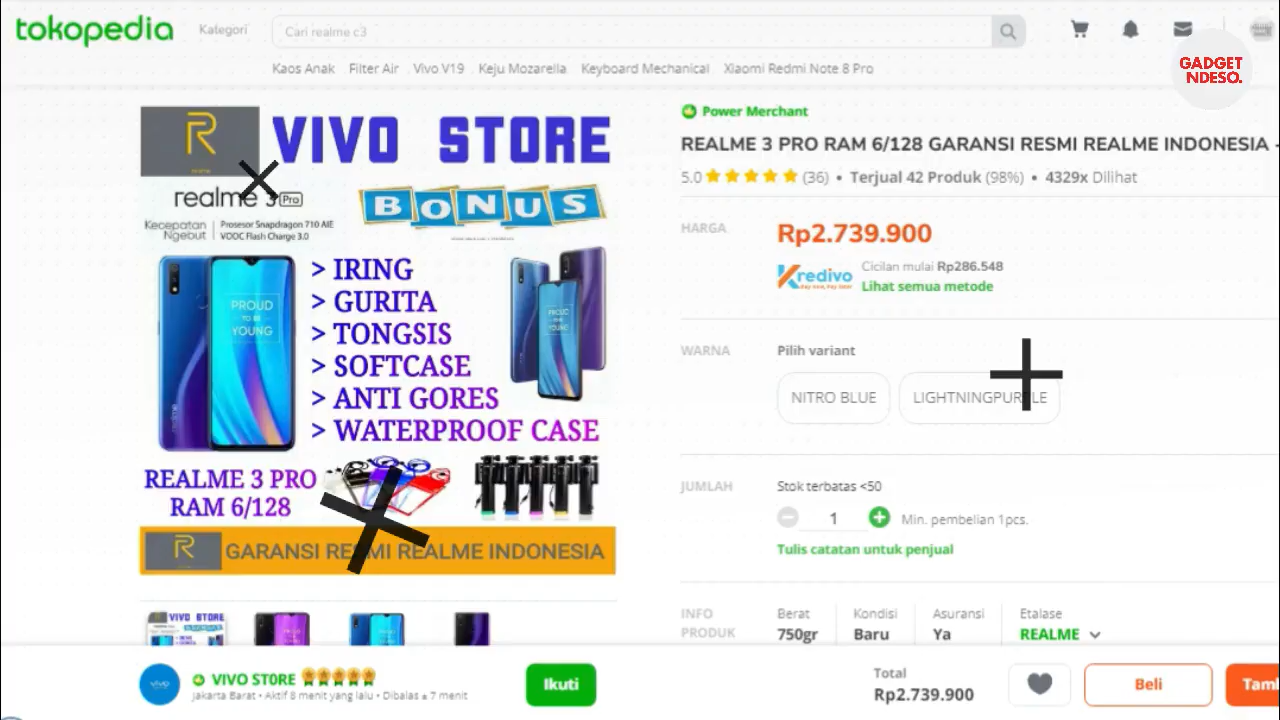 tokopedia Kategori Cari realme c3
GADGET
NDESO.
Kaos Anak Filter Air Vivo V19 Keju Mozarella Keyboard Mechanical Xiaomi Redmi Note 8 Pro
R
realme
VIVO STORE
realme 3 Pro
Kecepatan
Ngebut
Prosesor Snapdragon 710 AIE
VOOC Flash Charge 3.0
BONUS
> IRING
> GURITA
> TONGSIS
> SOFTCASE
> ANTI GORES
> WATERPROOF CASE
PROUD
TO BE
YOUNG
REALME 3 PRO
RAM 6/128
GARANSI RESMI REALME INDONESIA
Power Merchant
REALME 3 PRO RAM 6/128 GARANSI RESMI REALME INDONESIA -
5.0 (36) • Terjual 42 Produk (98%) • 4329x Dilihat
HARGA
Rp2.739.900
Kredivo
Cicilan mulai Rp286.548
Lihat semua metode
WARNA Pilih variant
NITRO BLUE LIGHTNINGPURPLE
JUMLAH Stok terbatas <50
1 Min. pembelian 1pcs.
Tulis catatan untuk penjual
INFO
PRODUK
Berat Kondisi Asuransi Etalase
750gr Baru Ya REALME
vivo
VIVO ST0RE
Jakarta Barat • Aktif 8 menit yang lalu • Dibalas ± 7 menit
Ikuti
Total
Rp2.739.900
Beli
Tam